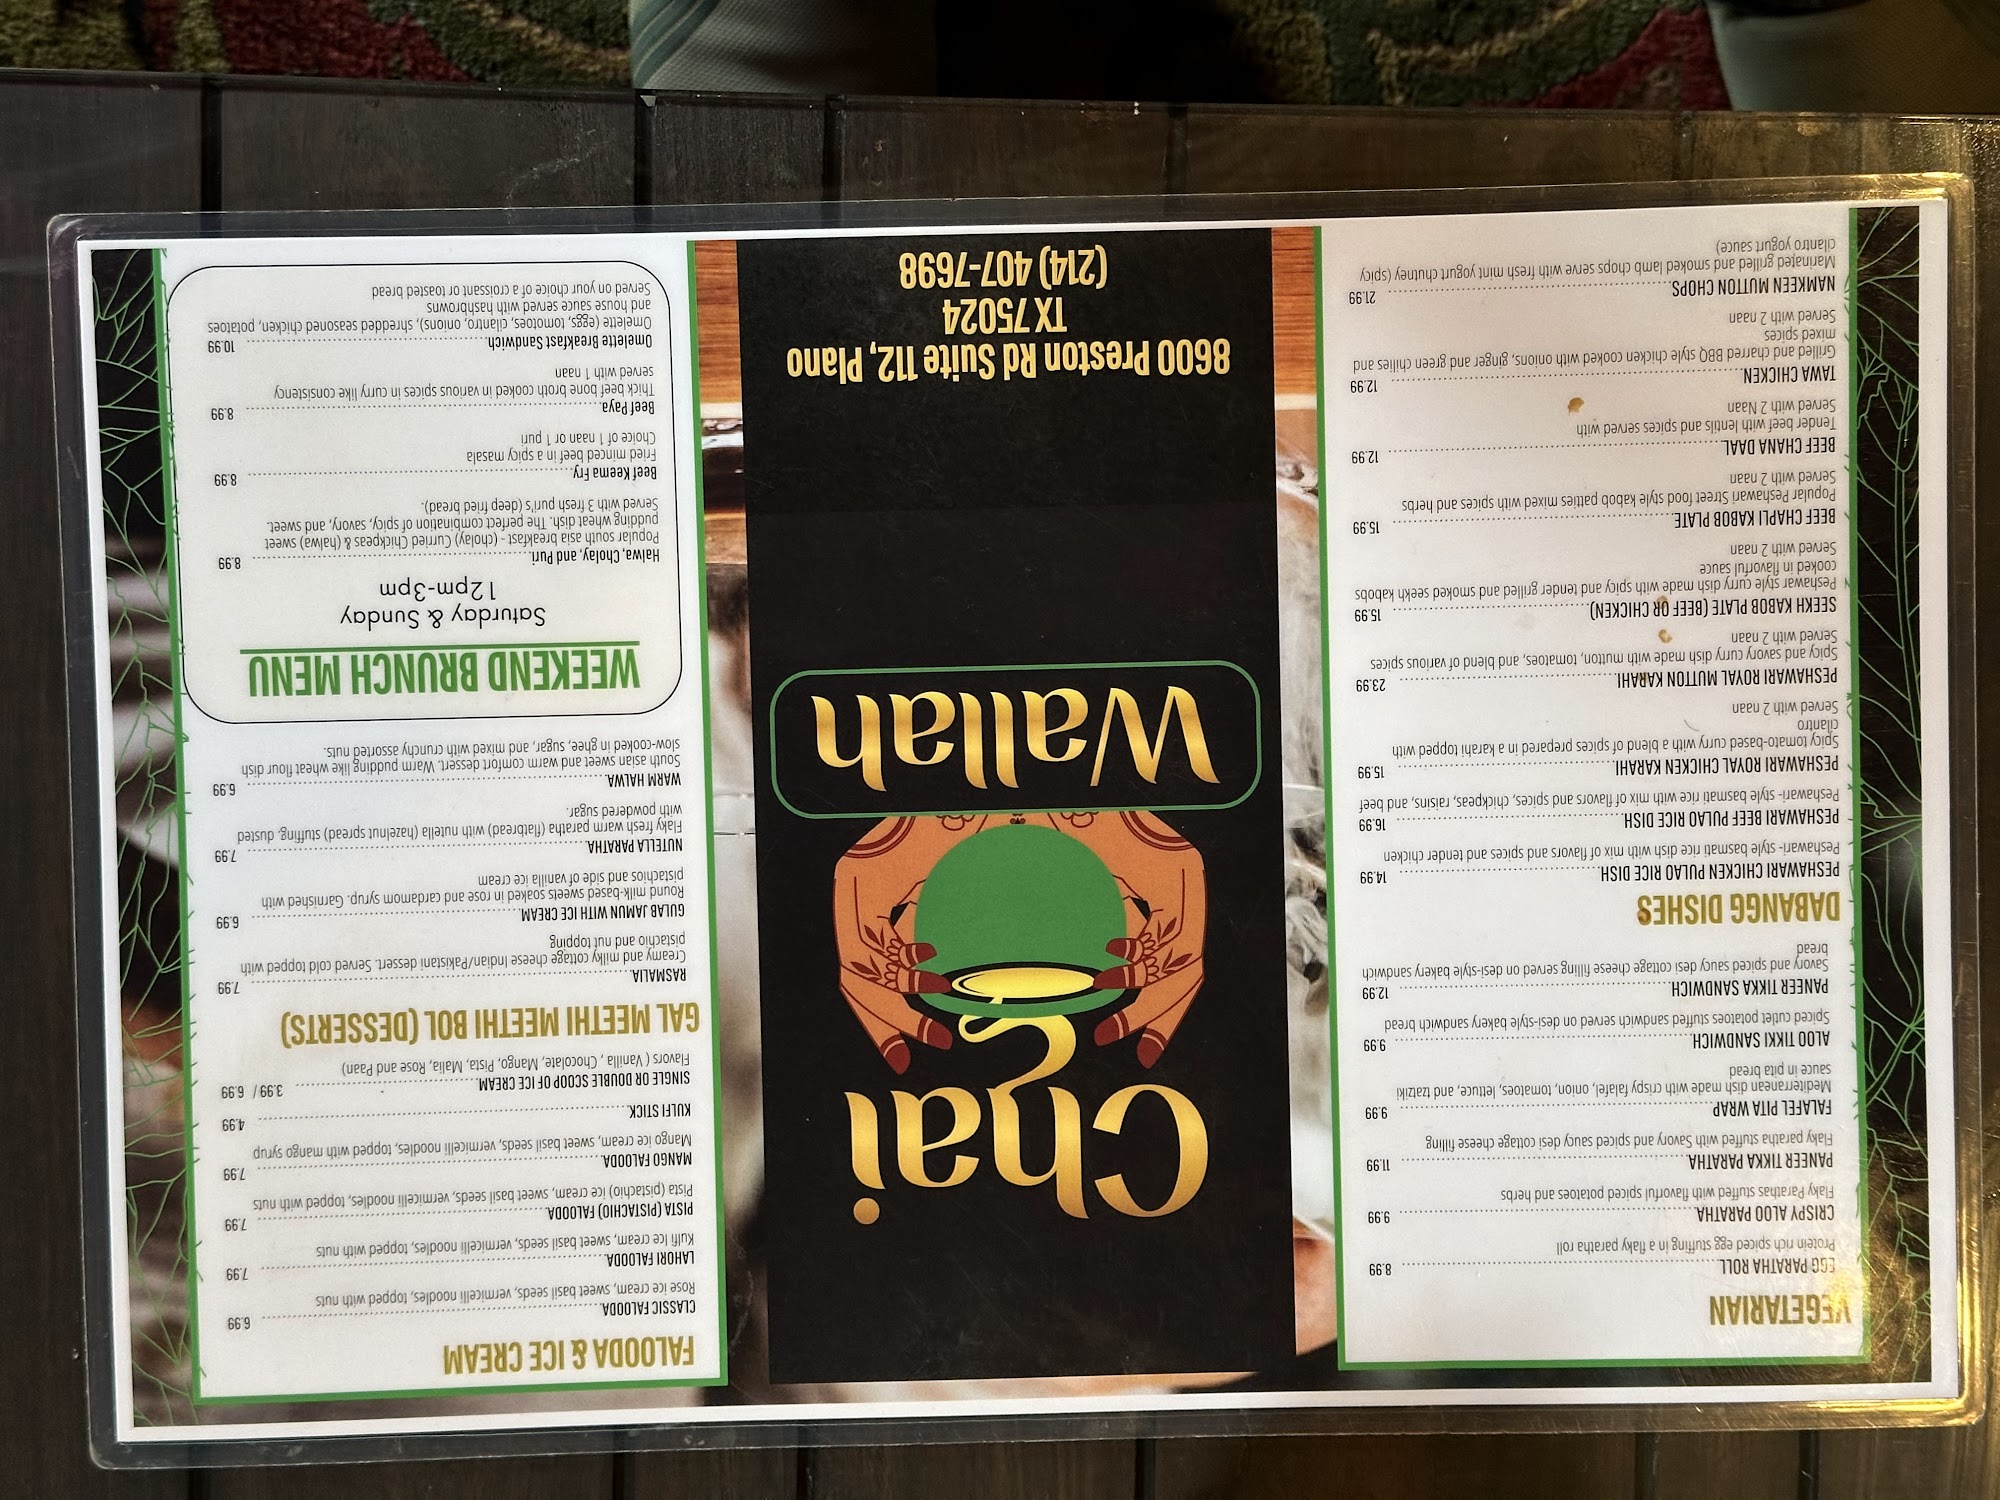 VEGETARIAN
EGG PARATHA ROLL 8.99
Protein rich spiced egg stuffing in a flaky paratha roll
CRISPY ALOO PARATHA 9.99
Flaky Parathas stuffed with flavorful spiced potatoes and herbs
PANEER TIKKA PARATHA 11.99
Flaky paratha stuffed with Savory and spiced saucy desi cottage cheese filling
FALAFEL PITA WRAP 9.99
Mediterranean dish made with crispy falafel, onion, tomatoes, lettuce, and tzatziki
sauce in pita bread
ALOO TIKKI SANDWICH 9.99
Spiced cutlet potatoes stuffed sandwich served on desi-style bakery sandwich bread
PANEER TIKKA SANDWICH 12.99
Savory and spiced saucy desi cottage cheese filling served on desi-style bakery sandwich
bread
DABANGG DISHES
PESHAWARI CHICKEN PULAO RICE DISH 14.99
Peshawari- style basmati rice dish with mix of flavors and spices and tender chicken
PESHAWARI BEEF PULAO RICE DISH 16.99
Peshawari- style basmati rice with mix of flavors and spices, chickpeas, raisins, and beef
PESHAWARI ROYAL CHICKEN KARAHI 15.99
Spicy tomato-based curry with a blend of spices prepared in a karahi topped with
cilantro
Served with 2 naan
PESHAWARI ROYAL MUTTON KARAHI 23.99
Spicy and savory curry dish made with mutton, tomatoes, and blend of various spices
Served with 2 naan
SEEKH KABOB PLATE (BEEF OR CHICKEN) 15.99
Peshawar style curry dish made with spicy and tender grilled and smoked seekh kabobs
cooked in flavorful sauce
Served with 2 naan
BEEF CHAPLI KABOB PLATE 15.99
Popular Peshawari Street food style kabob patties mixed with spices and herbs
Served with 2 naan
BEEF CHANA DAAL 12.99
Tender beef with lentils and spices served with
Served with 2 Naan
TAWA CHICKEN 12.99
Grilled and charred BBQ style chicken cooked with onions, ginger and green chilies and
mixed spices
Served with 2 naan
NAMKEEN MUTTON CHOPS 21.99
Marinated grilled and smoked lamb chops serve with fresh mint yogurt chutney (spicy
cilantro yogurt sauce)
Chai
Wallah
8600 Preston Rd Suite 112, Plano
TX 75024
(214) 407-7698
FALOODA & ICE CREAM
CLASSIC FALOODA 6.99
Rose ice cream, sweet basil seeds, vermicelli noodles, topped with nuts
LAHORI FALOODA 7.99
Kulfi Ice cream, sweet basil seeds, vermicelli noodles, topped with nuts
PISTA (PISTACHIO) FALOODA 7.99
Pista (pistachio) ice cream, sweet basil seeds, vermicelli noodles, topped with nuts
MANGO FALOODA 7.99
Mango ice cream, sweet basil seeds, vermicelli noodles, topped with mango syrup
KULFI STICK 4.99
SINGLE OR DOUBLE SCOOP OF ICE CREAM 3.99 / 6.99
Flavors ( Vanilla , Chocolate, Mango, Pista, Malia, Rose and Paan)
GAL MEETHI MEETHI BOL (DESSERTS)
RASMALIA 7.99
Creamy and milky cottage cheese Indian/Pakistani dessert. Served cold topped with
pistachio and nut topping
GULAB JAMUN WITH ICE CREAM 6.99
Round milk-based sweets soaked in rose and cardamom syrup. Garnished with
pistachios and side of vanilla ice cream
NUTELLA PARATHA 7.99
Flaky fresh warm paratha (flatbread) with nutella (hazelnut spread) stuffing, dusted
with powdered sugar.
WARM HALWA 6.99
South asian sweet and warm comfort dessert. Warm pudding like wheat flour dish
slow-cooked in ghee, sugar, and mixed with crunchy assorted nuts.
WEEKEND BRUNCH MENU
Saturday & Sunday
12pm-3pm
Halwa, Cholay, and Puri 8.99
Popular south asia breakfast - (cholay) Curried Chickpeas & (halwa) sweet
pudding wheat dish. The perfect combination of spicy, savory, and sweet.
Served with 3 fresh puri's (deep fried bread).
Beef Keema Fry 8.99
Fried minced beef in a spicy masala
Choice of 1 naan or 1 puri
Beef Paya 8.99
Thick beef bone broth cooked in various spices in curry like consistency
served with 1 naan
Omelette Breakfast Sandwich 10.99
Omelette (eggs, tomotoes, cilantro, onions), shredded seasoned chicken, potatoes
and house sauce served with hashbrowns
Served on your choice of a croissant or toasted bread